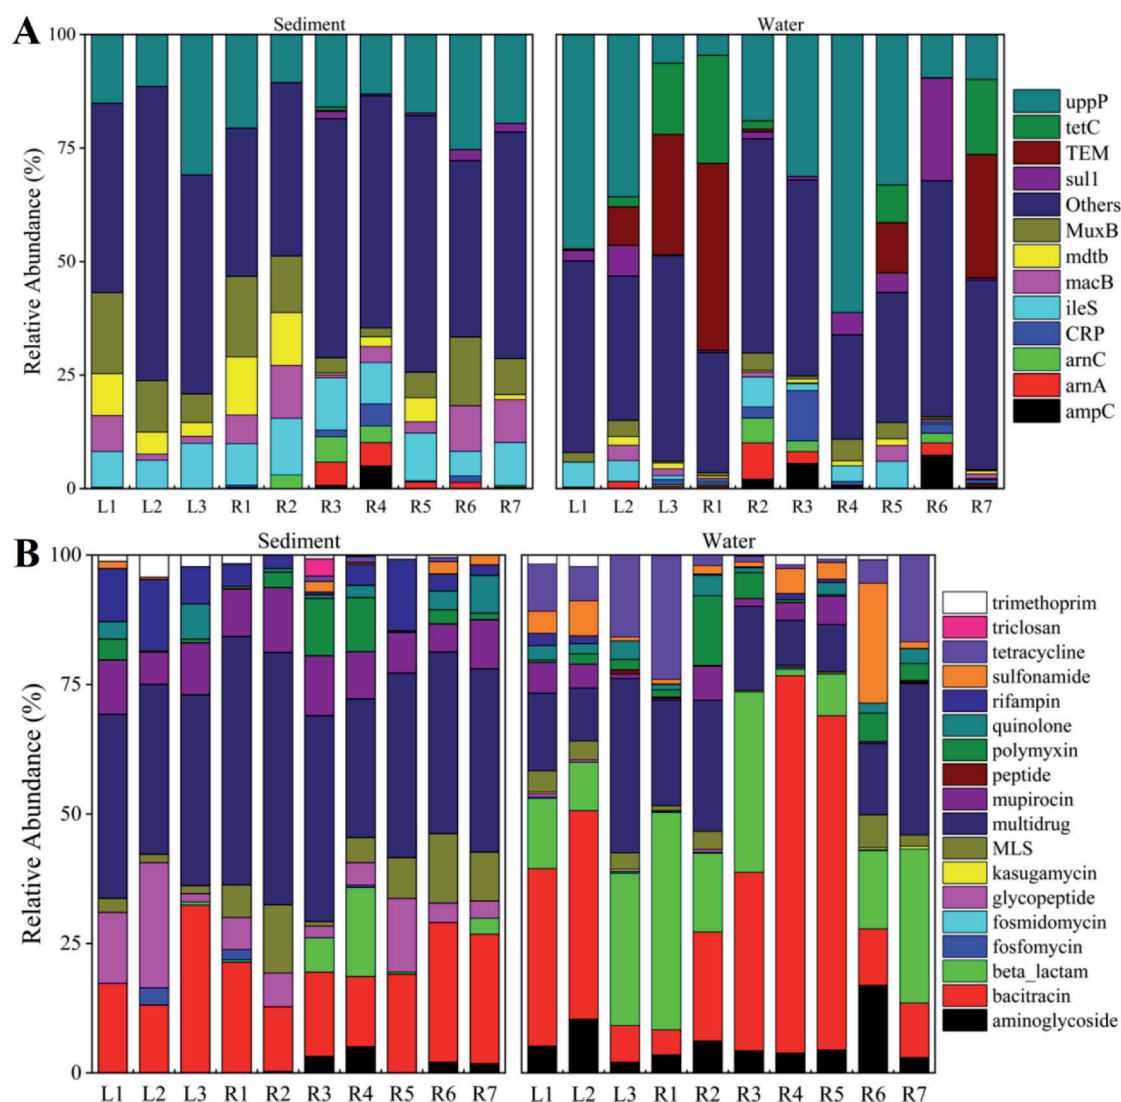 A
Sediment
Water
Relative Abundance (%)
100
75
50
25
0
L1 L2 L3 R1 R2 R3 R4 R5 R6 R7
L1 L2 L3 R1 R2 R3 R4 R5 R6 R7
uppP
tetC
TEM
sul1
Others
MuxB
mdtb
macB
ileS
CRP
arnC
arnA
ampC
B
Sediment
Water
Relative Abundance (%)
100
75
50
25
0
L1 L2 L3 R1 R2 R3 R4 R5 R6 R7
L1 L2 L3 R1 R2 R3 R4 R5 R6 R7
trimethoprim
triclosan
tetracycline
sulfonamide
rifampin
quinolone
polymyxin
peptide
mupirocin
multidrug
MLS
kasugamycin
glycopeptide
fosmidomycin
fosfomycin
beta_lactam
bacitracin
aminoglycoside